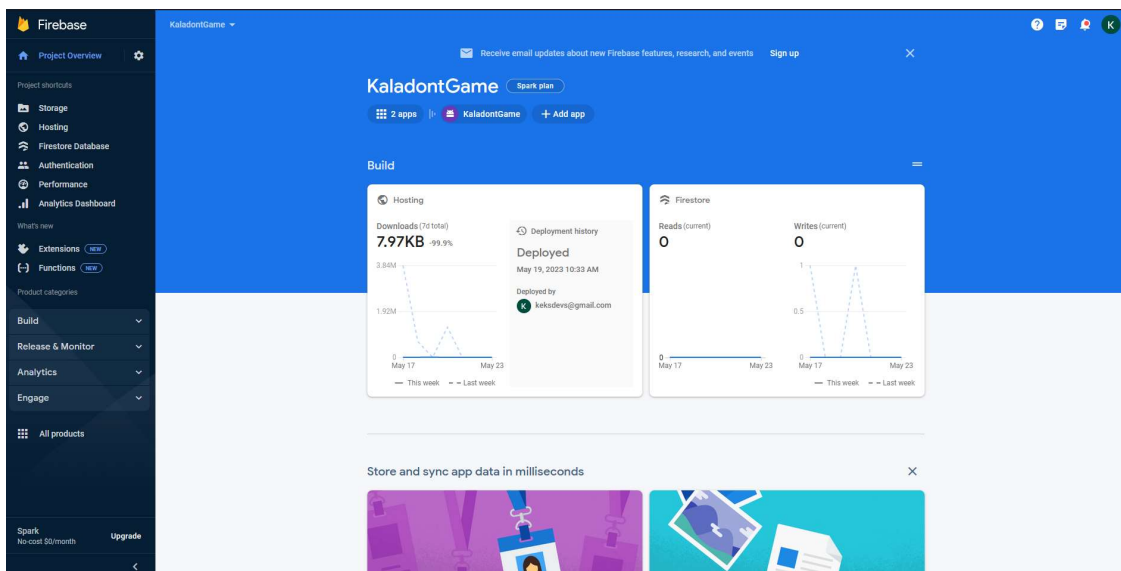 Firebase
Project Overview
Project shortcuts
Storage
Hosting
Firestore Database
Authentication
Performance
Analytics Dashboard
What's new
Extensions NEW
Functions NEW
Product categories
Build
Release & Monitor
Analytics
Engage
All products
Spark
No-cost $0/month
Upgrade
KaladontGame
K
Receive email updates about new Firebase features, research, and events Sign up
KaladontGame Spark plan
2 apps KaladontGame + Add app
Build
Hosting
Downloads (7d total)
7.97KB -99.9%
3.84M
1.92M
0
May 17 May 23
This week Last week
Deployment history
Deployed
May 19, 2023 10:33 AM
Deployed by
K keksdevs@gmail.com
Firestore
Reads (current)
0
0
May 17 May 23
Writes (current)
0
1
0.5
0
May 17 May 23
This week Last week
Store and sync app data in milliseconds